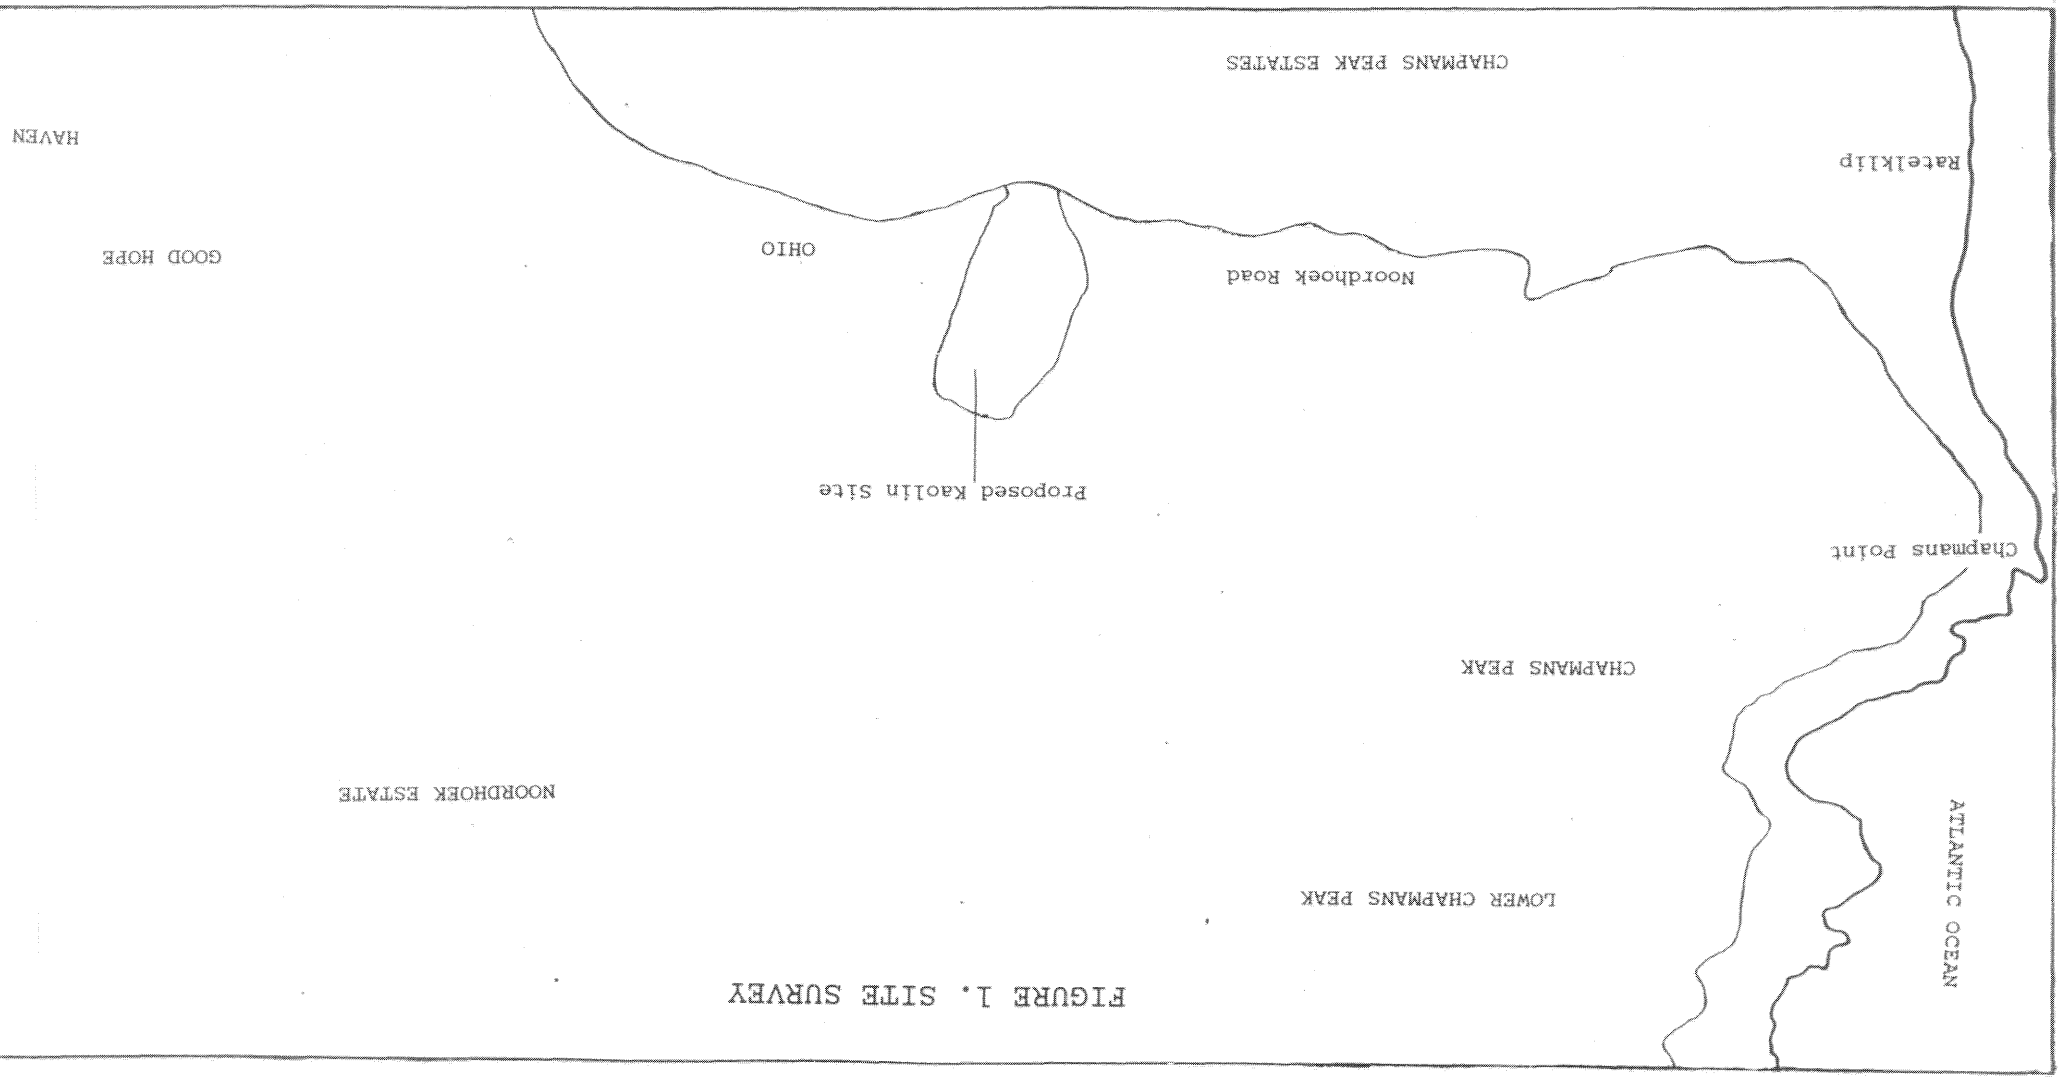 FIGURE 1. SITE SURVEY
ATLANTIC OCEAN
LOWER CHAPMANS PEAK
NOORDHOEK ESTATE
CHAPMANS PEAK
Chapmans Point
Proposed Kaolin Site
Noordhoek Road
OHIO
GOOD HOPE
Ratelklip
HAVEN
CHAPMANS PEAK ESTATES